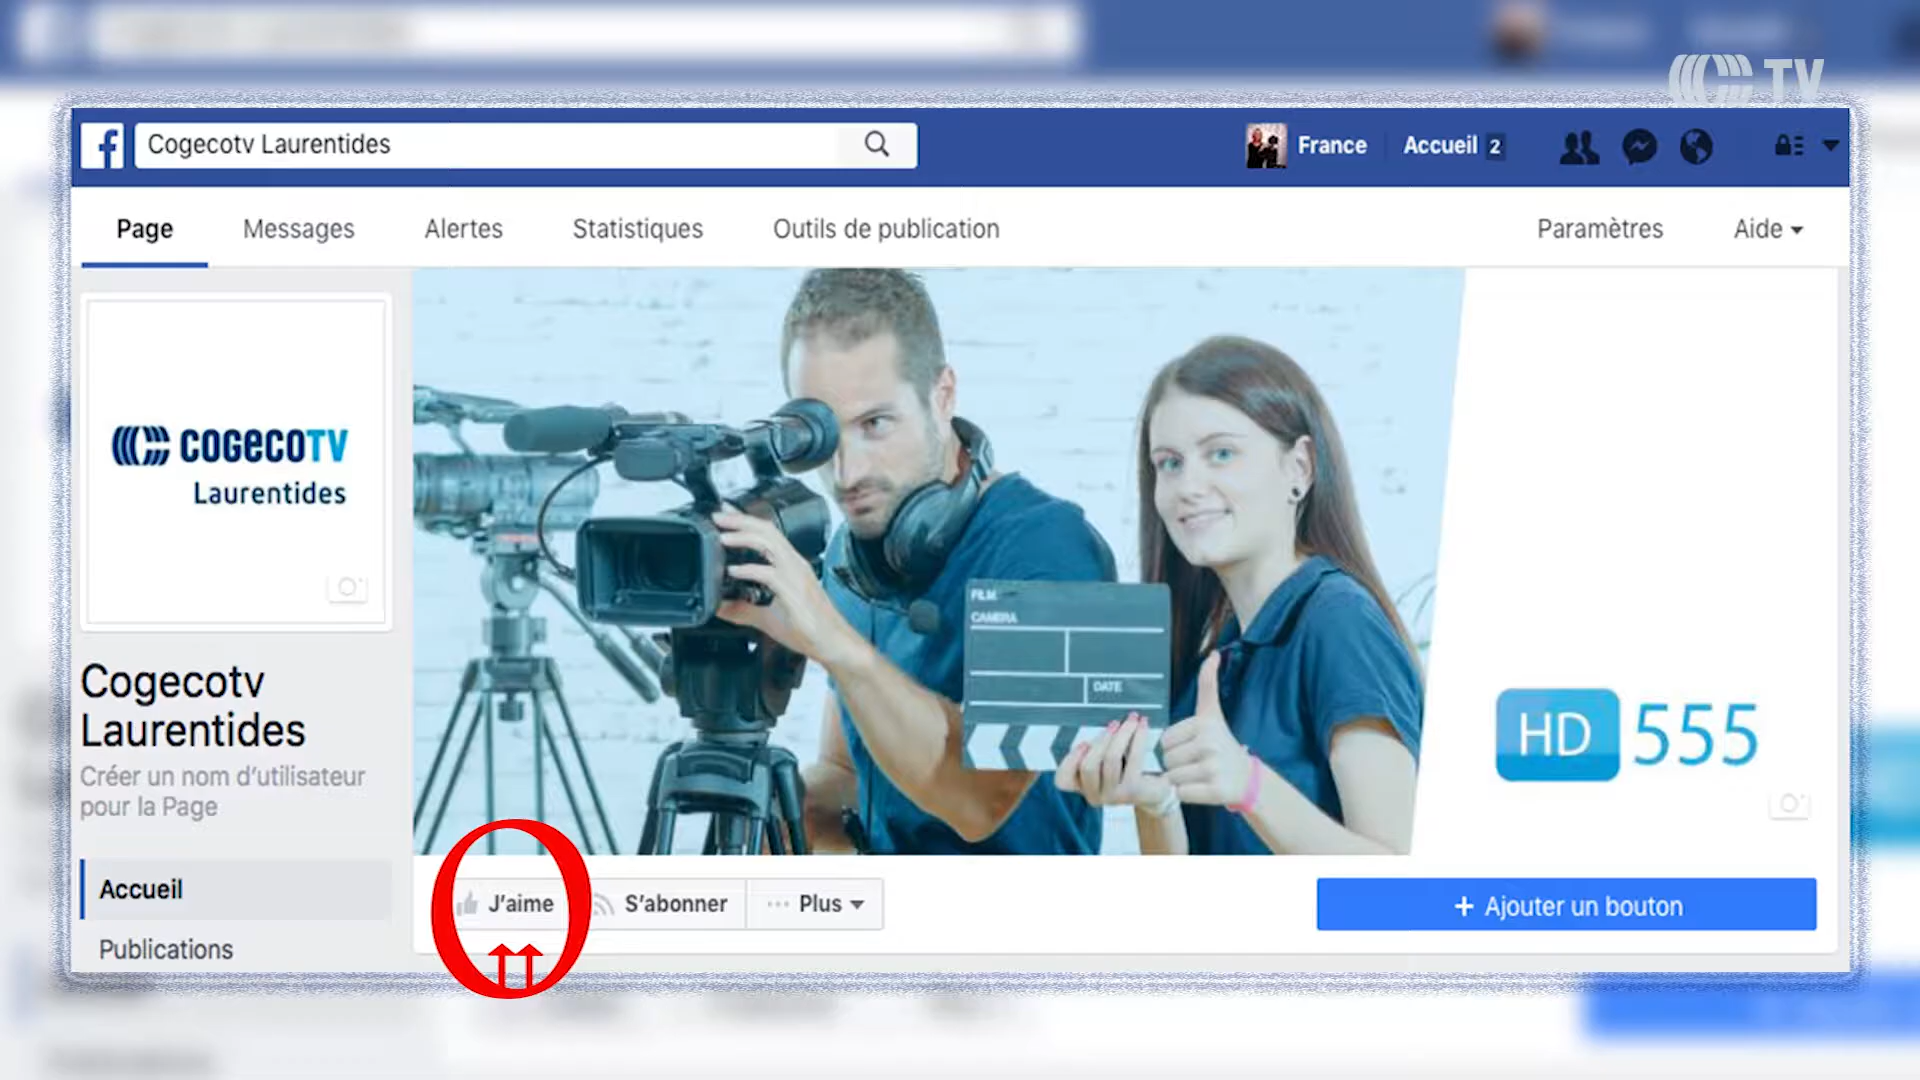 TV
Cogecotv Laurentides
France Accueil 2
Page Messages Alertes Statistiques Outils de publication Paramètres Aide
COGECOTV
Laurentides
FILM
CAMERA
DATE
HD 555
Cogecotv
Laurentides
Créer un nom d'utilisateur
pour la Page
Accueil
Publications
J'aime S'abonner ... Plus
+ Ajouter un bouton